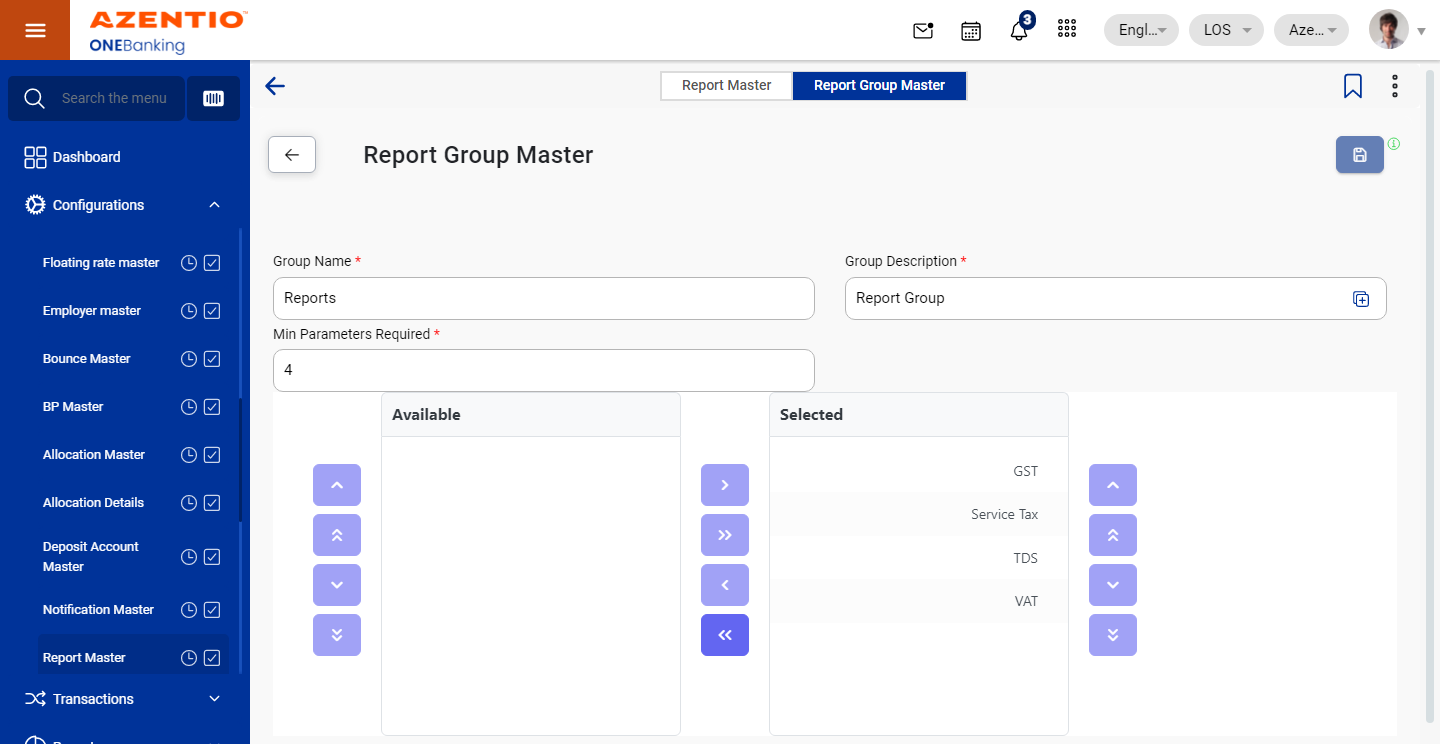 AZENTIO™
ONEBanking
3
Engl...
LOS
Aze...
Search the menu
Report Master
Report Group Master
Dashboard
Report Group Master
Configurations
Floating rate master
Employer master
Bounce Master
BP Master
Allocation Master
Allocation Details
Deposit Account
Master
Notification Master
Report Master
Transactions
Group Name *
Group Description *
Reports
Report Group
Min Parameters Required *
4
Available
Selected
GST
Service Tax
TDS
VAT